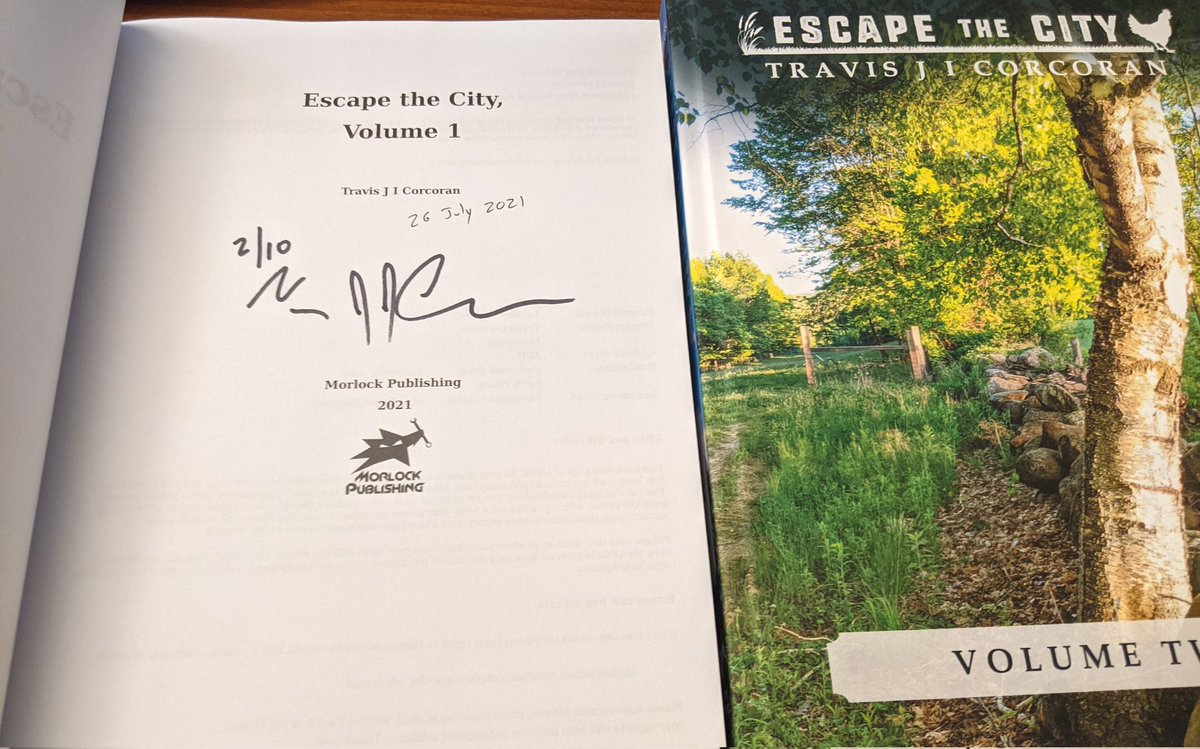 Escape the City,
Volume 1
Travis J I Corcoran
26 July 2021
2/10
Morlock Publishing
2021
MORLOCK
PUBLISHING
ESCAPE THE CITY
TRAVIS J I CORCORAN
VOLUME TW